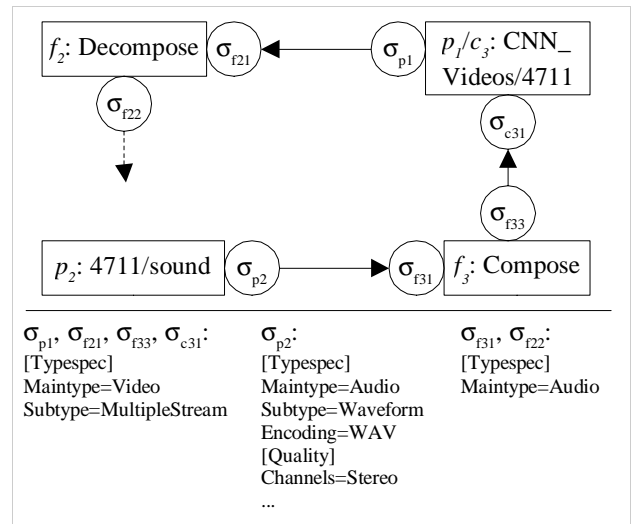 f2: Decompose
σf21
σp1
p1/c3: CNN_
Videos/4711
σf22
σc31
σf33
p2: 4711/sound
σp2
σf31
f3: Compose
σp1, σf21, σf33, σc31:
[Typespec]
Maintype=Video
Subtype=MultipleStream
σp2:
[Typespec]
Maintype=Audio
Subtype=Waveform
Encoding=WAV
[Quality]
Channels=Stereo
...
σf31, σf22:
[Typespec]
Maintype=Audio